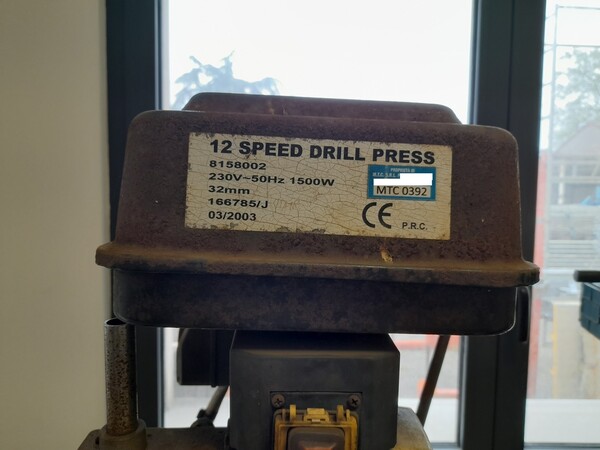 12 SPEED DRILL PRESS
8158002
230V~50Hz 1500W
32mm
166785/J
03/2003
MTC 0392
CE
P.R.C.